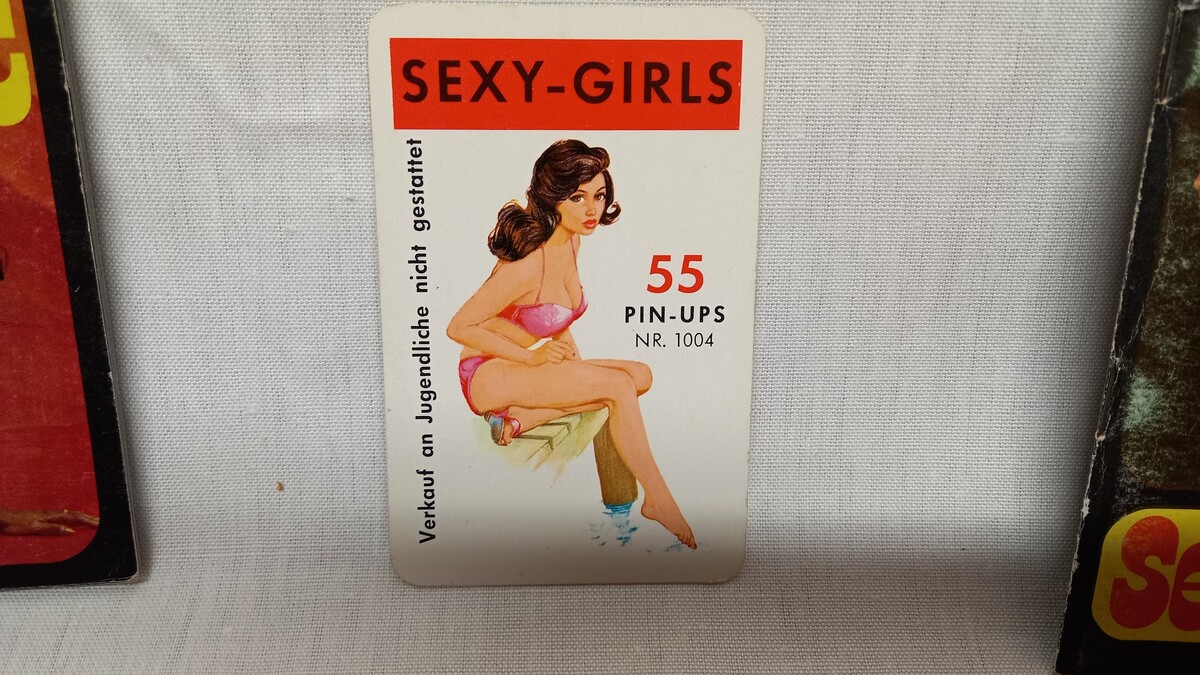 SEXY-GIRLS
Verkauf an Jugendliche nicht gestattet
55
PIN-UPS
NR. 1004